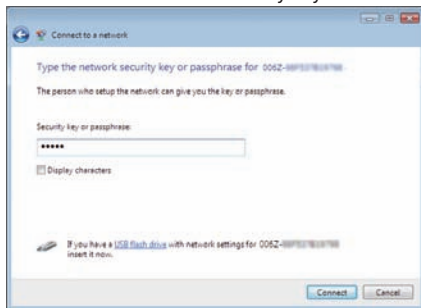 Connect to a network
Type the network security key or passphrase for 006Z-
The person who setup the network can give you the key or passphrase.
Security key or passphrase:
•••••
Display characters
If you have a USB flash drive with network settings for 006Z-
insert it now.
Connect Cancel